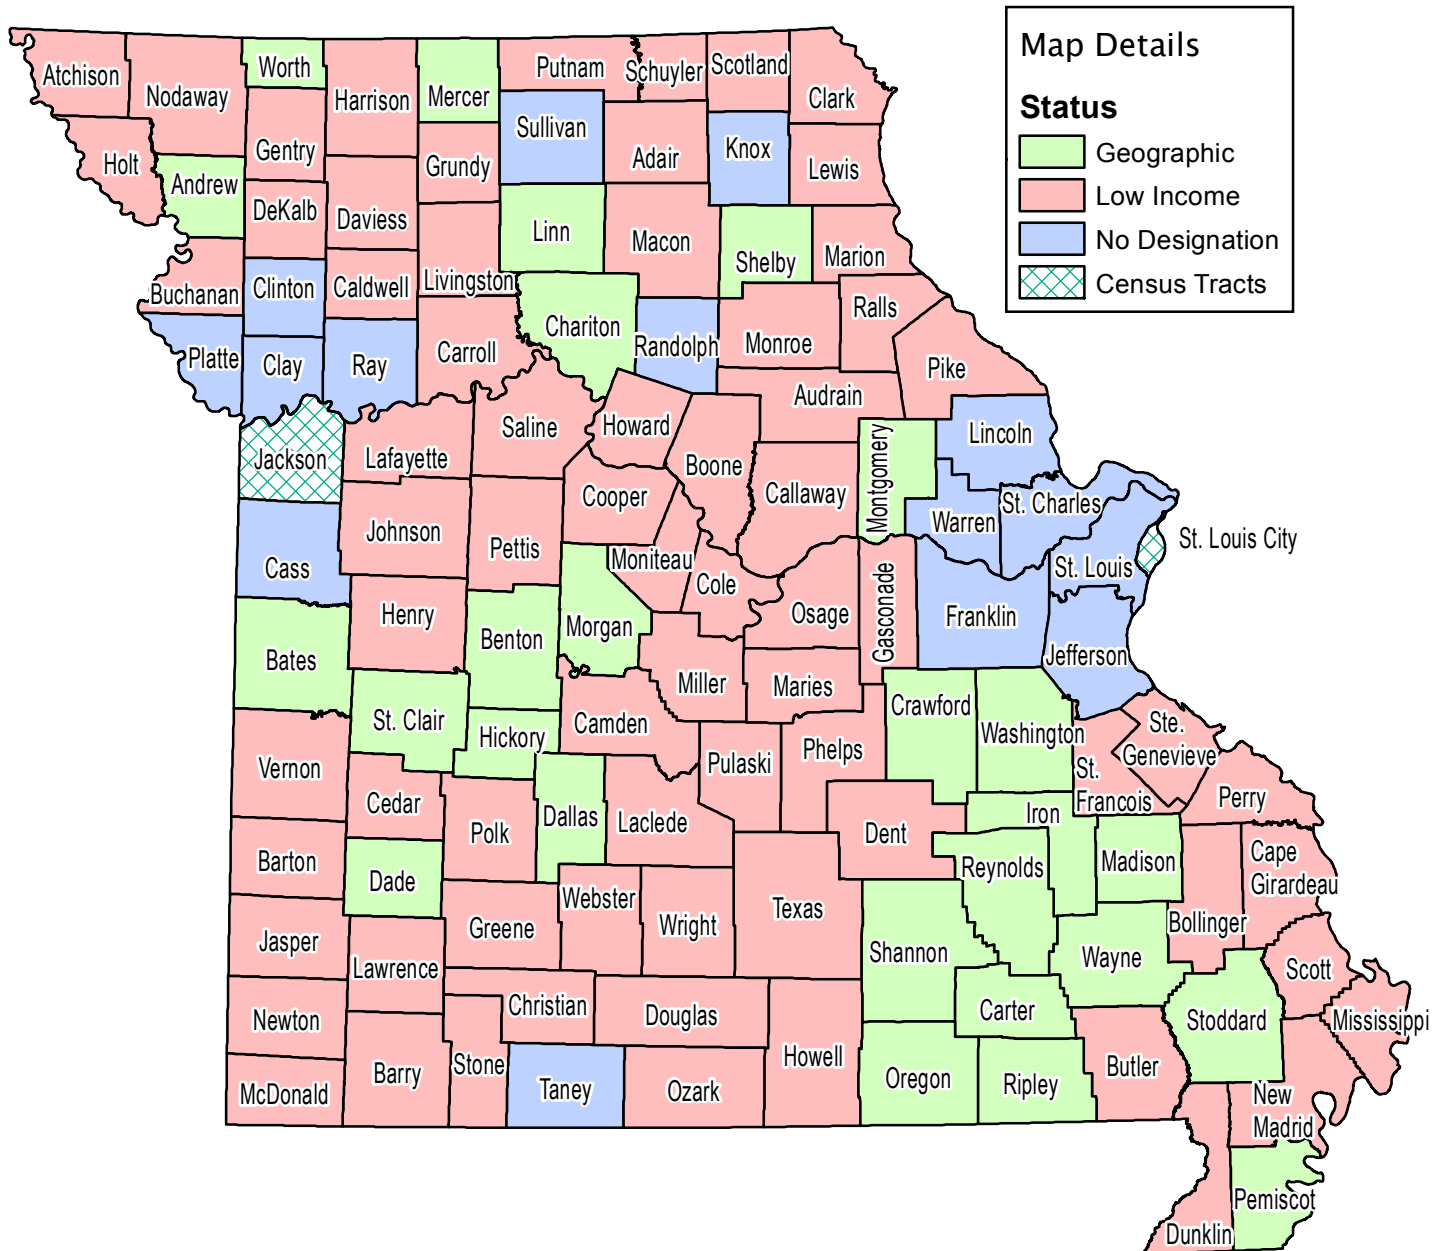 Map Details
Status
Geographic
Low Income
No Designation
Census Tracts
Atchison
Nodaway
Worth
Harrison
Mercer
Putnam
Schuyler
Scotland
Clark
Holt
Andrew
Gentry
Grundy
Sullivan
Adair
Knox
Lewis
DeKalb
Daviess
Linn
Macon
Shelby
Marion
Buchanan
Clinton
Caldwell
Livingston
Chariton
Randolph
Monroe
Ralls
Platte
Clay
Ray
Carroll
Audrain
Pike
Jackson
Lafayette
Saline
Howard
Boone
Callaway
Montgomery
Lincoln
Cooper
Warren
St. Charles
St. Louis City
St. Louis
Cass
Johnson
Pettis
Moniteau
Cole
Osage
Gasconade
Franklin
Jefferson
Henry
Benton
Morgan
Bates
Miller
Maries
St. Clair
Hickory
Camden
Crawford
Washington
Ste.
Genevieve
St.
Francois
Perry
Vernon
Pulaski
Phelps
Cedar
Polk
Dallas
Laclede
Dent
Iron
Reynolds
Madison
Cape
Girardeau
Barton
Dade
Webster
Wright
Texas
Bollinger
Jasper
Greene
Lawrence
Shannon
Wayne
Scott
Newton
Christian
Douglas
Carter
Stoddard
Mississippi
McDonald
Barry
Stone
Taney
Ozark
Howell
Oregon
Ripley
Butler
New
Madrid
Pemiscot
Dunklin